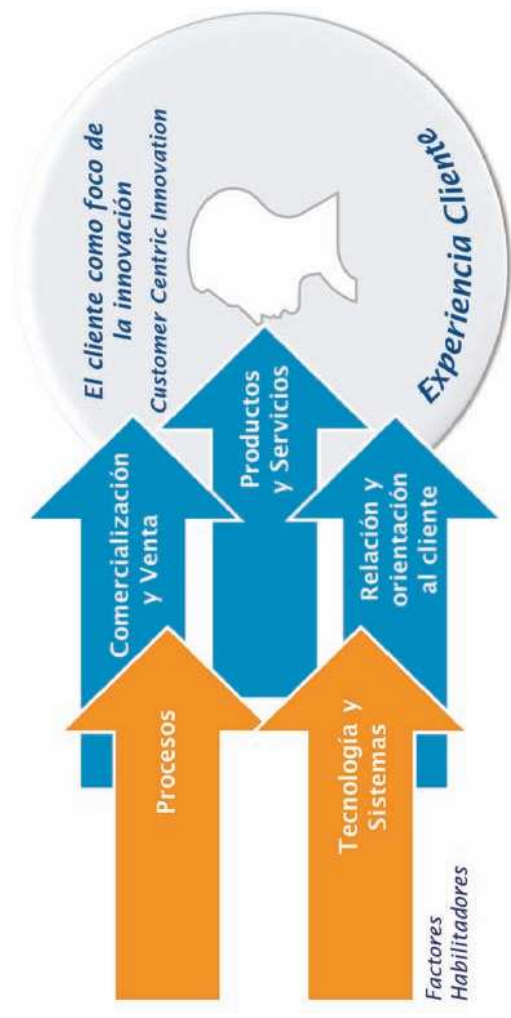 El cliente como foco de
la innovación
Customer Centric Innovation
Experiencia Cliente
Comercialización
y Venta
Productos
y Servicios
Relación y
orientación
al cliente
Procesos
Tecnología y
Sistemas
Factores
Habilitadores